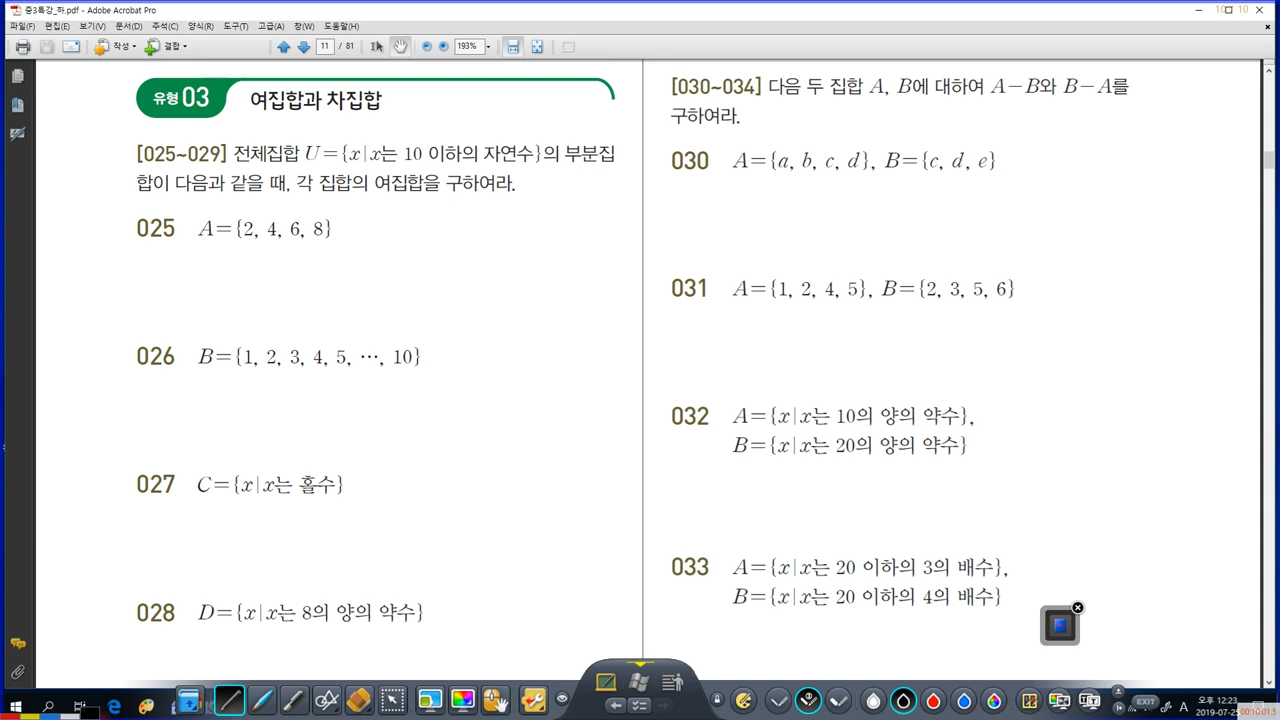 중3특강_하.pdf - Adobe Acrobat Pro
파일(F) 편집(E) 보기(V) 문서(D) 주석(C) 양식(R) 도구(T) 고급(A) 창(W) 도움말(H)
작성 결합 11 / 81 193%
유형 03 여집합과 차집합
[025~029] 전체집합 U={x|x는 10 이하의 자연수}의 부분집
합이 다음과 같을 때, 각 집합의 여집합을 구하여라.
025 A={2, 4, 6, 8}
026 B={1, 2, 3, 4, 5, ⋯, 10}
027 C={x|x는 홀수}
028 D={x|x는 8의 양의 약수}
[030~034] 다음 두 집합 A, B에 대하여 A-B와 B-A를
구하여라.
030 A={a, b, c, d}, B={c, d, e}
031 A={1, 2, 4, 5}, B={2, 3, 5, 6}
032 A={x|x는 10의 양의 약수},
B={x|x는 20의 양의 약수}
033 A={x|x는 20 이하의 3의 배수},
B={x|x는 20 이하의 4의 배수}
EXIT
A
오후 12:23